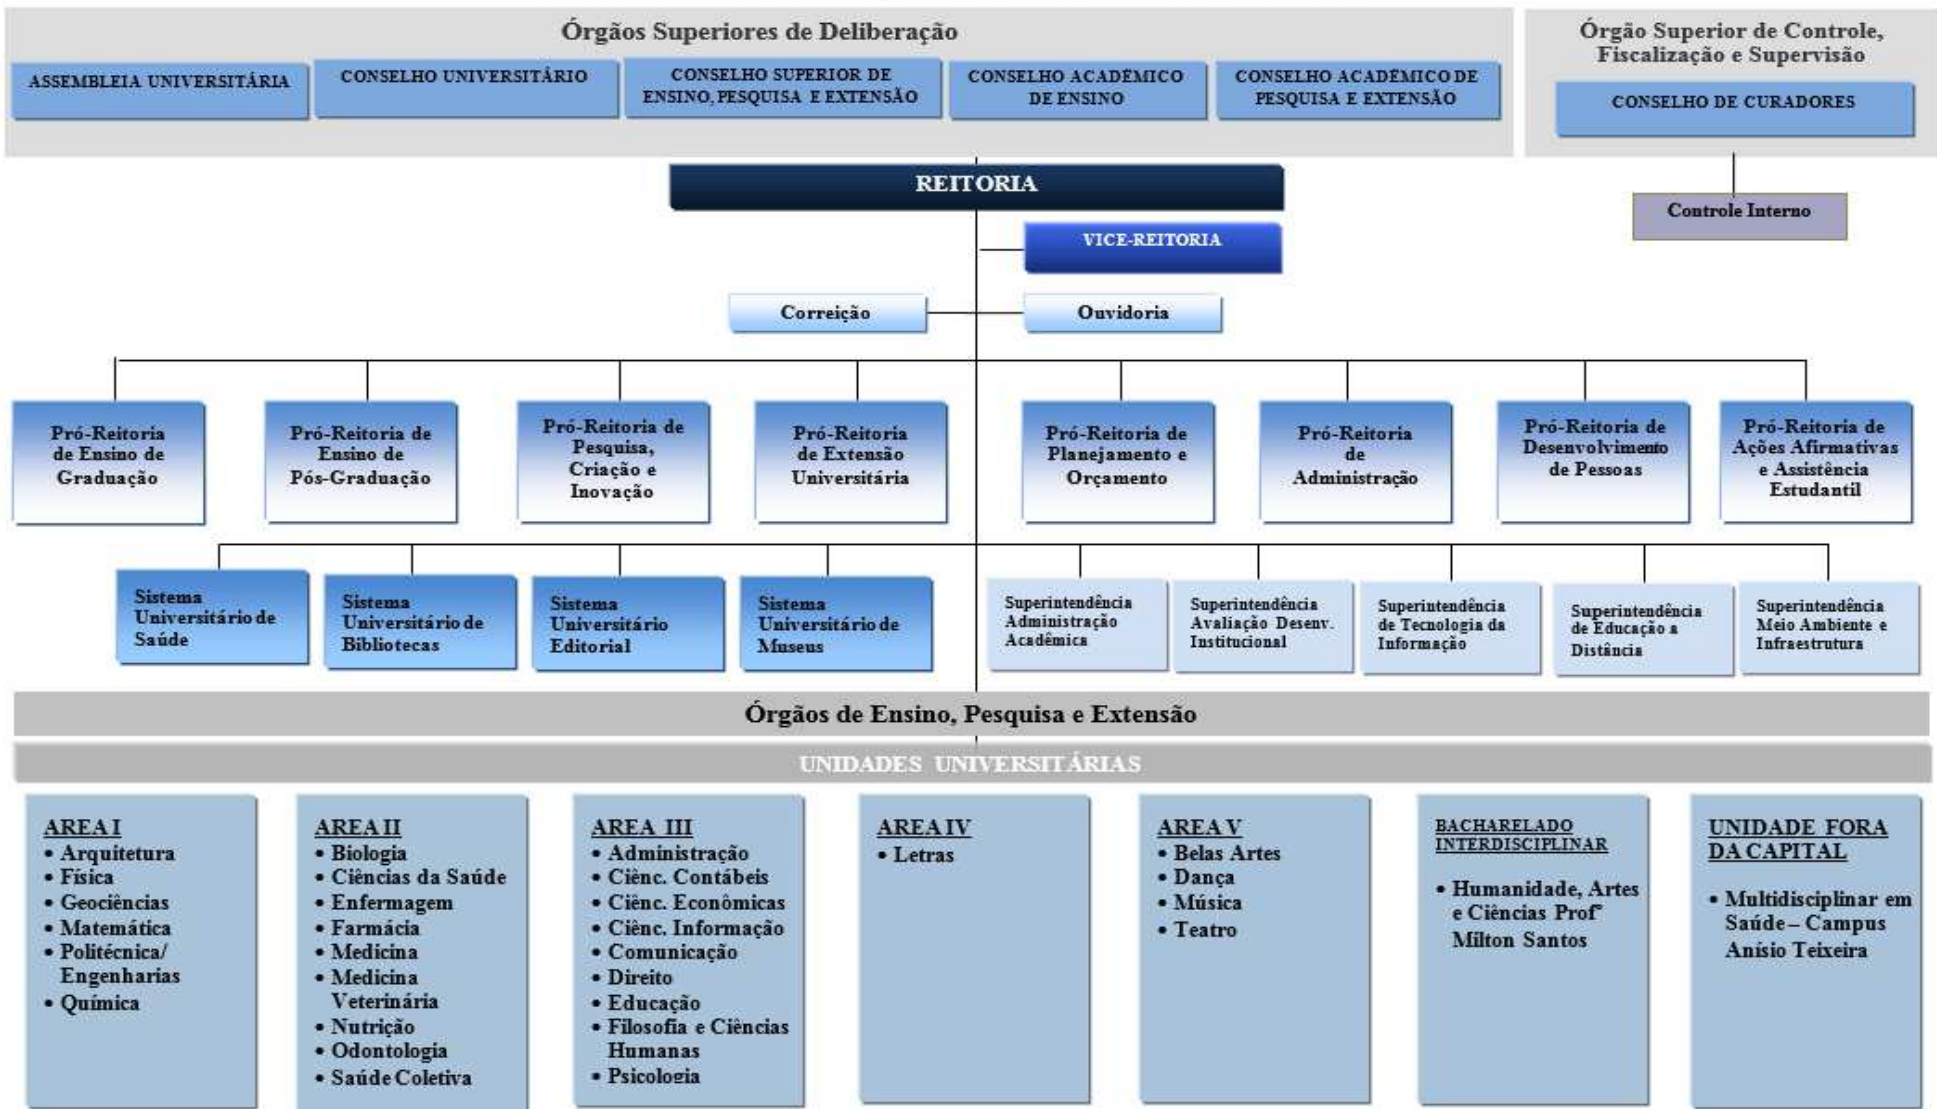 Órgãos Superiores de Deliberação
ASSEMBLEIA UNIVERSITÁRIA
CONSELHO UNIVERSITÁRIO
CONSELHO SUPERIOR DE
ENSINO, PESQUISA E EXTENSÃO
CONSELHO ACADÊMICO
DE ENSINO
CONSELHO ACADÊMICO DE
PESQUISA E EXTENSÃO
Órgão Superior de Controle,
Fiscalização e Supervisão
CONSELHO DE CURADORES
Controle Interno
REITORIA
VICE-REITORIA
Correição
Ouvidoria
Pró-Reitoria
de Ensino de
Graduação
Pró-Reitoria de
Ensino de
Pós-Graduação
Pró-Reitoria de
Pesquisa,
Criação e
Inovação
Pró-Reitoria
de Extensão
Universitária
Pró-Reitoria de
Planejamento e
Orçamento
Pró-Reitoria
de
Administração
Pró-Reitoria de
Desenvolvimento
de Pessoas
Pró-Reitoria de
Ações Afirmativas
e Assistência
Estudantil
Sistema
Universitário de
Saúde
Sistema
Universitário de
Bibliotecas
Sistema
Universitário
Editorial
Sistema
Universitário de
Museus
Superintendência
Administração
Acadêmica
Superintendência
Avaliação Desenv.
Institucional
Superintendência
de Tecnologia da
Informação
Superintendência
de Educação a
Distância
Superintendência
Meio Ambiente e
Infraestrutura
Órgãos de Ensino, Pesquisa e Extensão
UNIDADES UNIVERSITÁRIAS
AREA I
• Arquitetura
• Física
• Geociências
• Matemática
• Politécnica/
Engenharias
• Química
AREA II
• Biologia
• Ciências da Saúde
• Enfermagem
• Farmácia
• Medicina
• Medicina
Veterinária
• Nutrição
• Odontologia
• Saúde Coletiva
AREA III
• Administração
• Ciênc. Contábeis
• Ciênc. Econômicas
• Ciênc. Informação
• Comunicação
• Direito
• Educação
• Filosofia e Ciências
Humanas
• Psicologia
AREA IV
• Letras
AREA V
• Belas Artes
• Dança
• Música
• Teatro
BACHARELADO
INTERDISCIPLINAR
• Humanidade, Artes
e Ciências Profº
Milton Santos
UNIDADE FORA
DA CAPITAL
• Multidisciplinar em
Saúde – Campus
Anísio Teixeira